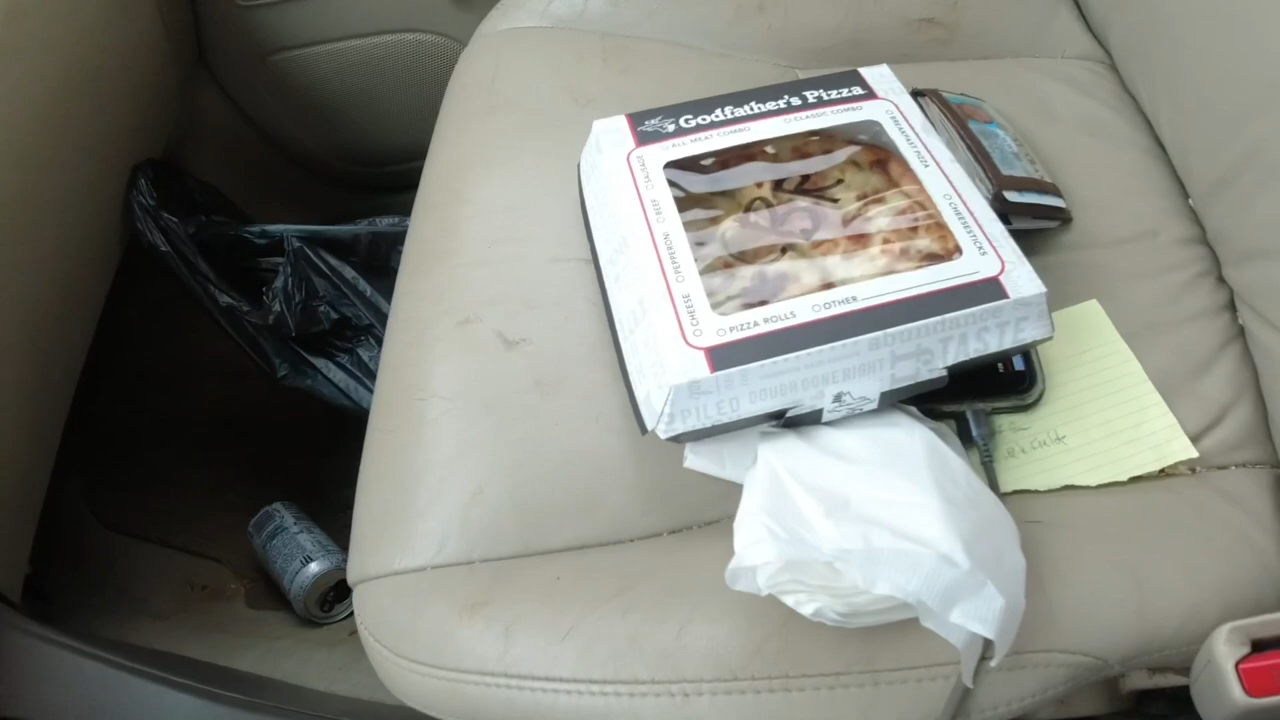 Godfather's Pizza
ALL MEAT COMBO
CLASSIC COMBO
BREAKFAST PIZZA
CHEESESTICKS
SAUSAGE
BEEF
PEPPERONI
CHEESE
PIZZA ROLLS
OTHER
abundance
TASTE
PILED
DOUGH DONE RIGHT